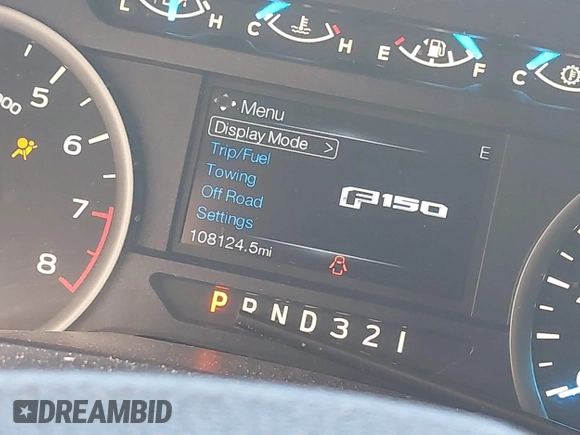 L H C H E F C
000 5 6 7 8
Menu
Display Mode >
E
Trip/Fuel
Towing
Off Road
Settings
F150
108124.5mi
P R N D 3 2 1
DREAMBID